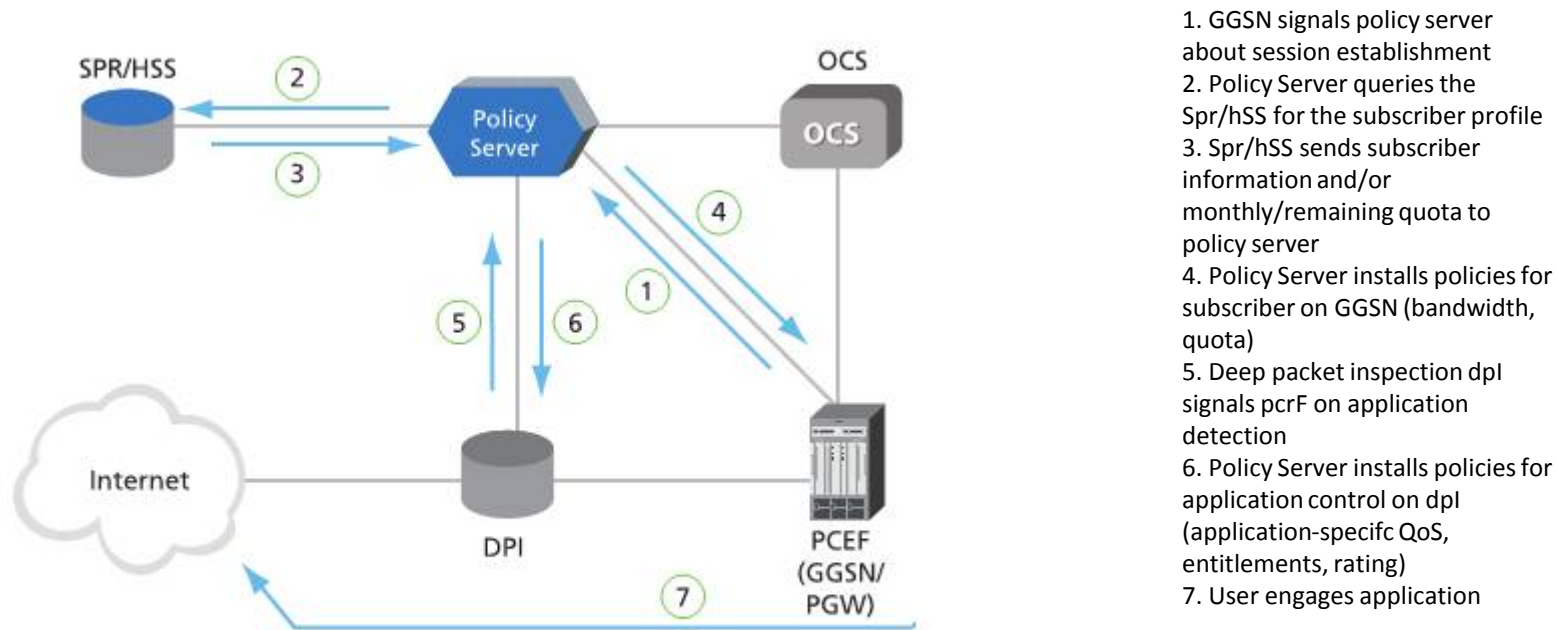 SPR/HSS
2
3
Policy
Server
OCS
OCS
4
1
5
6
Internet
DPI
PCEF
(GGSN/
PGW)
7
1. GGSN signals policy server
about session establishment
2. Policy Server queries the
Spr/hSS for the subscriber profile
3. Spr/hSS sends subscriber
information and/or
monthly/remaining quota to
policy server
4. Policy Server installs policies for
subscriber on GGSN (bandwidth,
quota)
5. Deep packet inspection dpI
signals pcrF on application
detection
6. Policy Server installs policies for
application control on dpI
(application-specifc QoS,
entitlements, rating)
7. User engages application